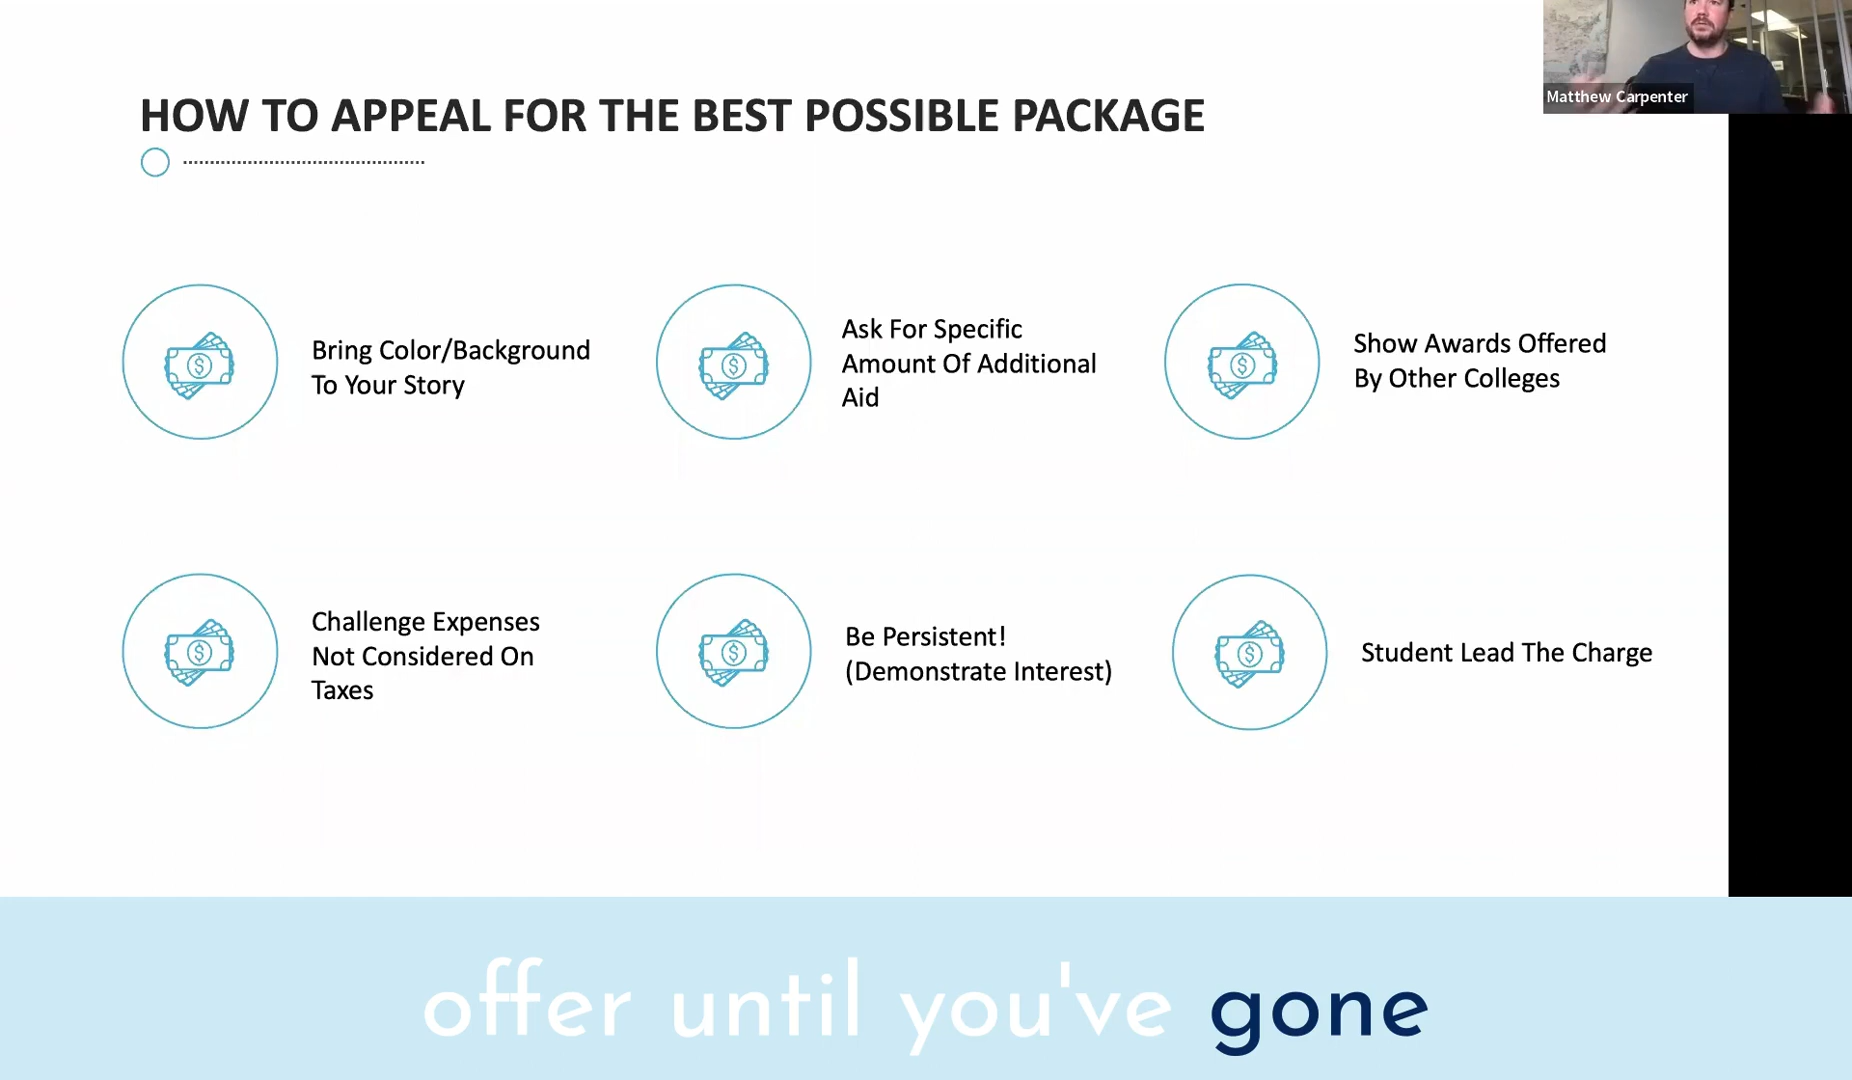 Matthew Carpenter
HOW TO APPEAL FOR THE BEST POSSIBLE PACKAGE
Bring Color/Background
To Your Story
Ask For Specific
Amount Of Additional
Aid
Show Awards Offered
By Other Colleges
Challenge Expenses
Not Considered On
Taxes
Be Persistent!
(Demonstrate Interest)
Student Lead The Charge
offer until you've gone